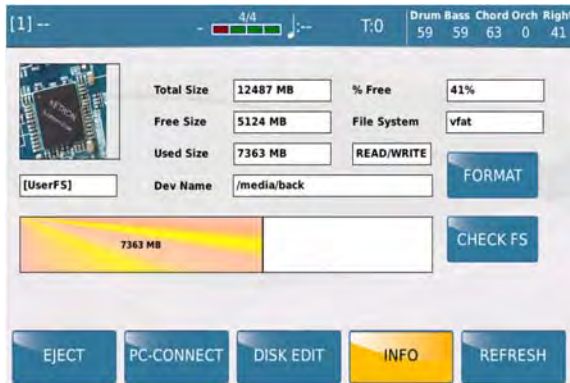 [1] -- - 4/4 :-- T:0 Drum Bass Chord Orch Right
59 59 63 0 41
KETRON
Total Size 12487 MB % Free 41%
Free Size 5124 MB File System vfat
Used Size 7363 MB READ/WRITE
FORMAT
[UserFS] Dev Name /media/back
7363 MB
CHECK FS
EJECT PC-CONNECT DISK EDIT INFO REFRESH